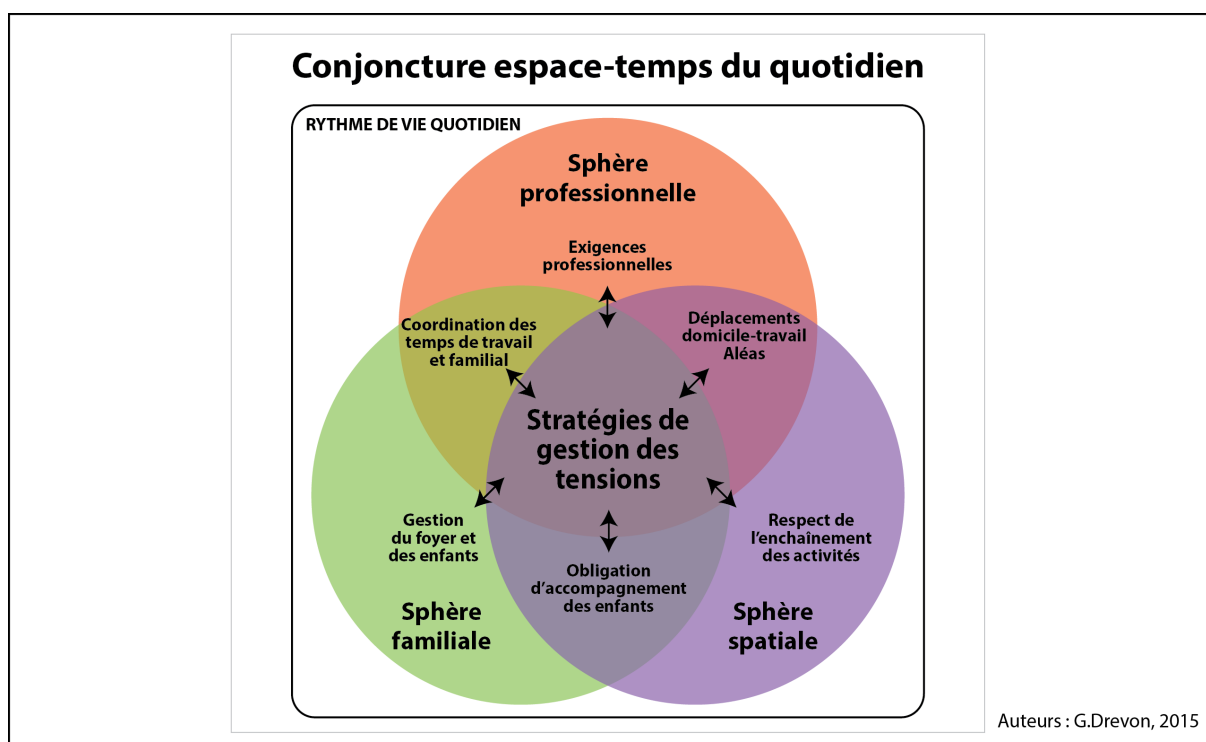 Conjoncture espace-temps du quotidien
RYTHME DE VIE QUOTIDIEN
Sphère
professionnelle
Exigences
professionnelles
Coordination des
temps de travail
et familial
Déplacements
domicile-travail
Aléas
Stratégies de
gestion des
tensions
Gestion
du foyer et
des enfants
Respect de
l'enchaînement
des activités
Obligation
d'accompagnement
des enfants
Sphère
familiale
Sphère
spatiale
Auteurs : G.Drevon, 2015